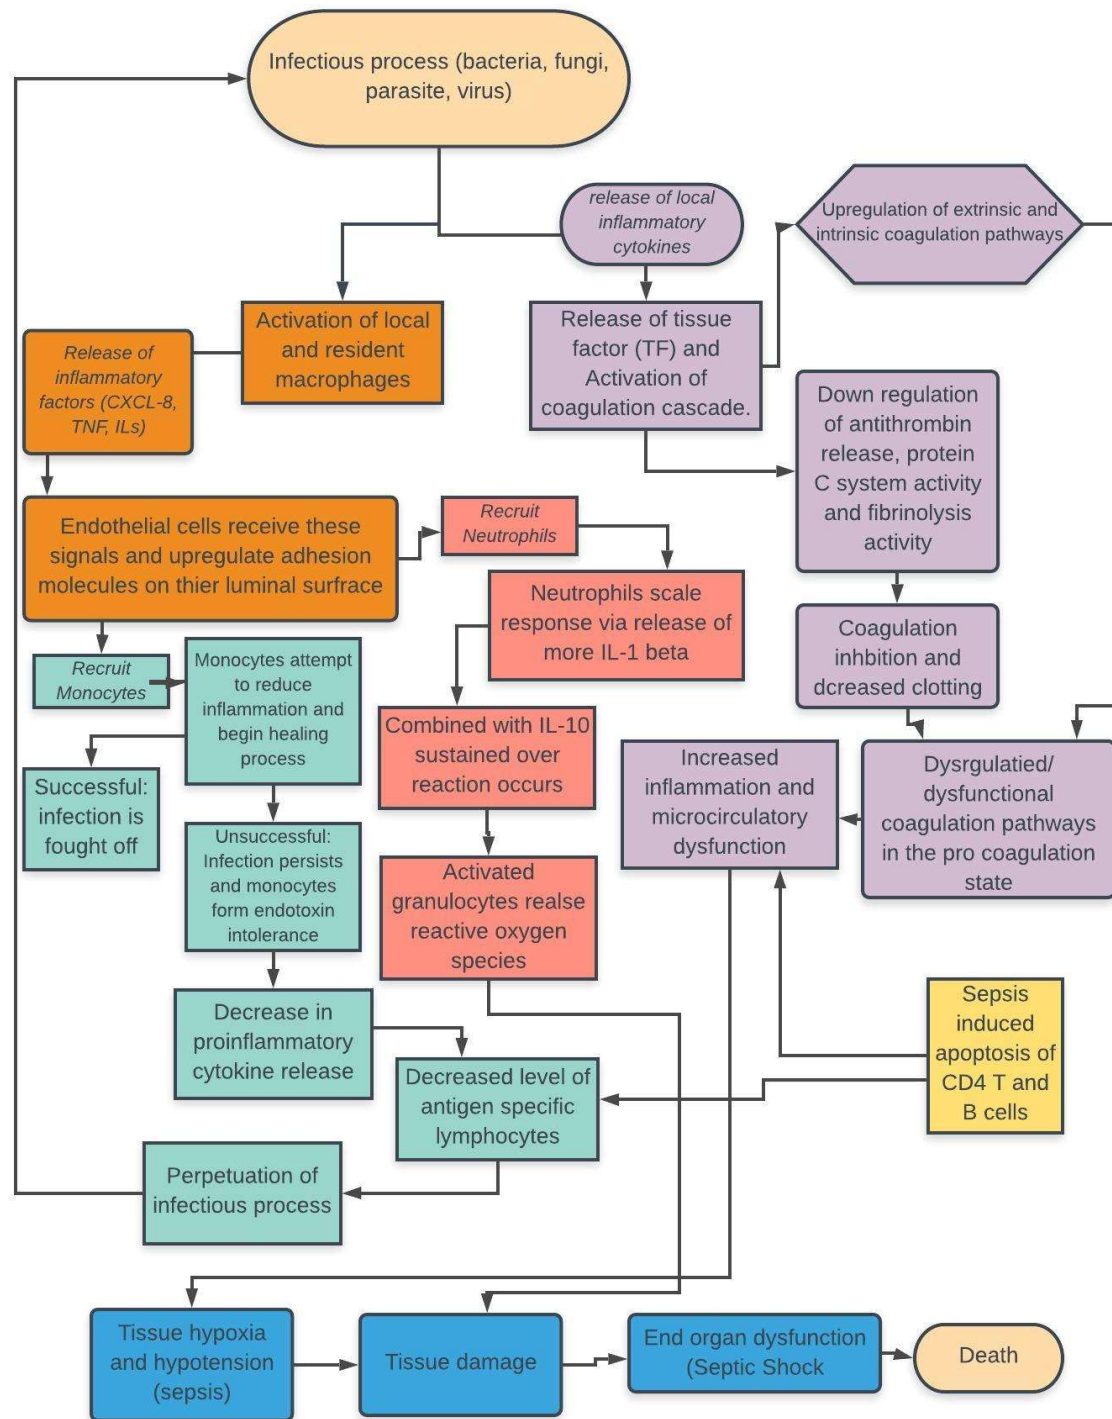 Infectious process (bacteria, fungi,
parasite, virus)
release of local
inflammatory
cytokines
Upregulation of extrinsic and
intrinsic coagulation pathways
Activation of local
and resident
macrophages
Release of tissue
factor (TF) and
Activation of
coagulation cascade.
Release of
inflammatory
factors (CXCL-8,
TNF, ILs)
Down regulation
of antithrombin
release, protein
C system activity
and fibrinolysis
activity
Endothelial cells receive these
signals and upregulate adhesion
molecules on thier luminal surfrace
Recruit
Neutrophils
Neutrophils scale
response via release of
more IL-1 beta
Coagulation
inhbition and
dcreased clotting
Recruit
Monocytes
Monocytes attempt
to reduce
inflammation and
begin healing
process
Combined with IL-10
sustained over
reaction occurs
Increased
inflammation and
microcirculatory
dysfunction
Dysrgulatied/
dysfunctional
coagulation pathways
in the pro coagulation
state
Successful:
infection is
fought off
Unsuccessful:
Infection persists
and monocytes
form endotoxin
intolerance
Activated
granulocytes realse
reactive oxygen
species
Decrease in
proinflammatory
cytokine release
Sepsis
induced
apoptosis of
CD4 T and
B cells
Decreased level of
antigen specific
lymphocytes
Perpetuation of
infectious process
Tissue hypoxia
and hypotension
(sepsis)
Tissue damage
End organ dysfunction
(Septic Shock
Death